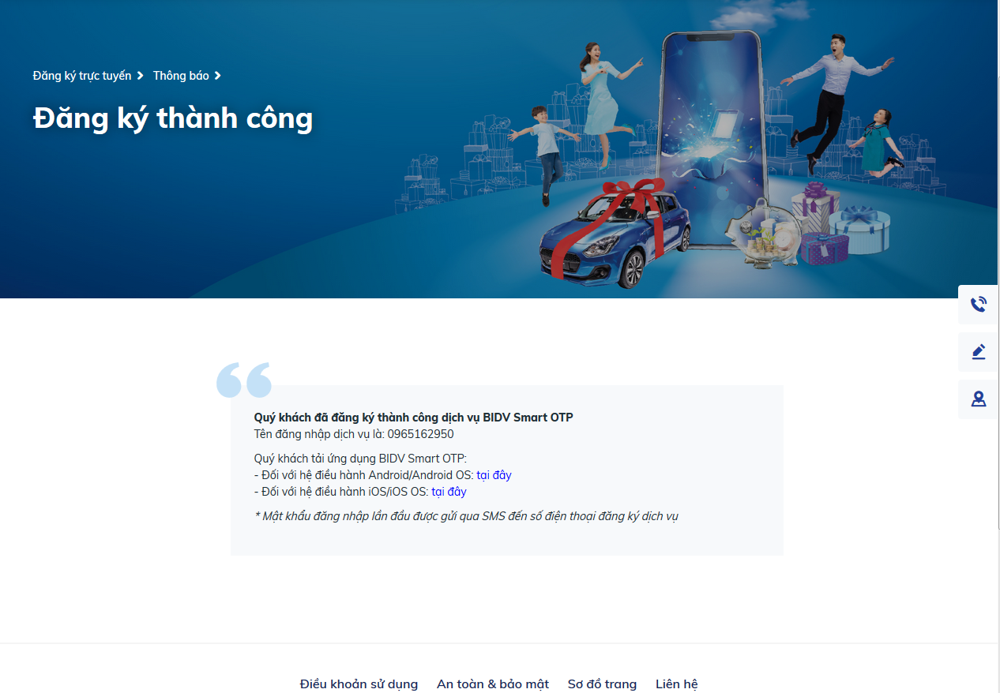 Đăng ký trực tuyến Thông báo
Đăng ký thành công
Quý khách đã đăng ký thành công dịch vụ BIDV Smart OTP
Tên đăng nhập dịch vụ là: 0965162950
Quý khách tải ứng dụng BIDV Smart OTP:
- Đối với hệ điều hành Android/Android OS: tại đây
- Đối với hệ điều hành iOS/iOS OS: tại đây
* Mật khẩu đăng nhập lần đầu được gửi qua SMS đến số điện thoại đăng ký dịch vụ
Điều khoản sử dụng An toàn & bảo mật Sơ đồ trang Liên hệ